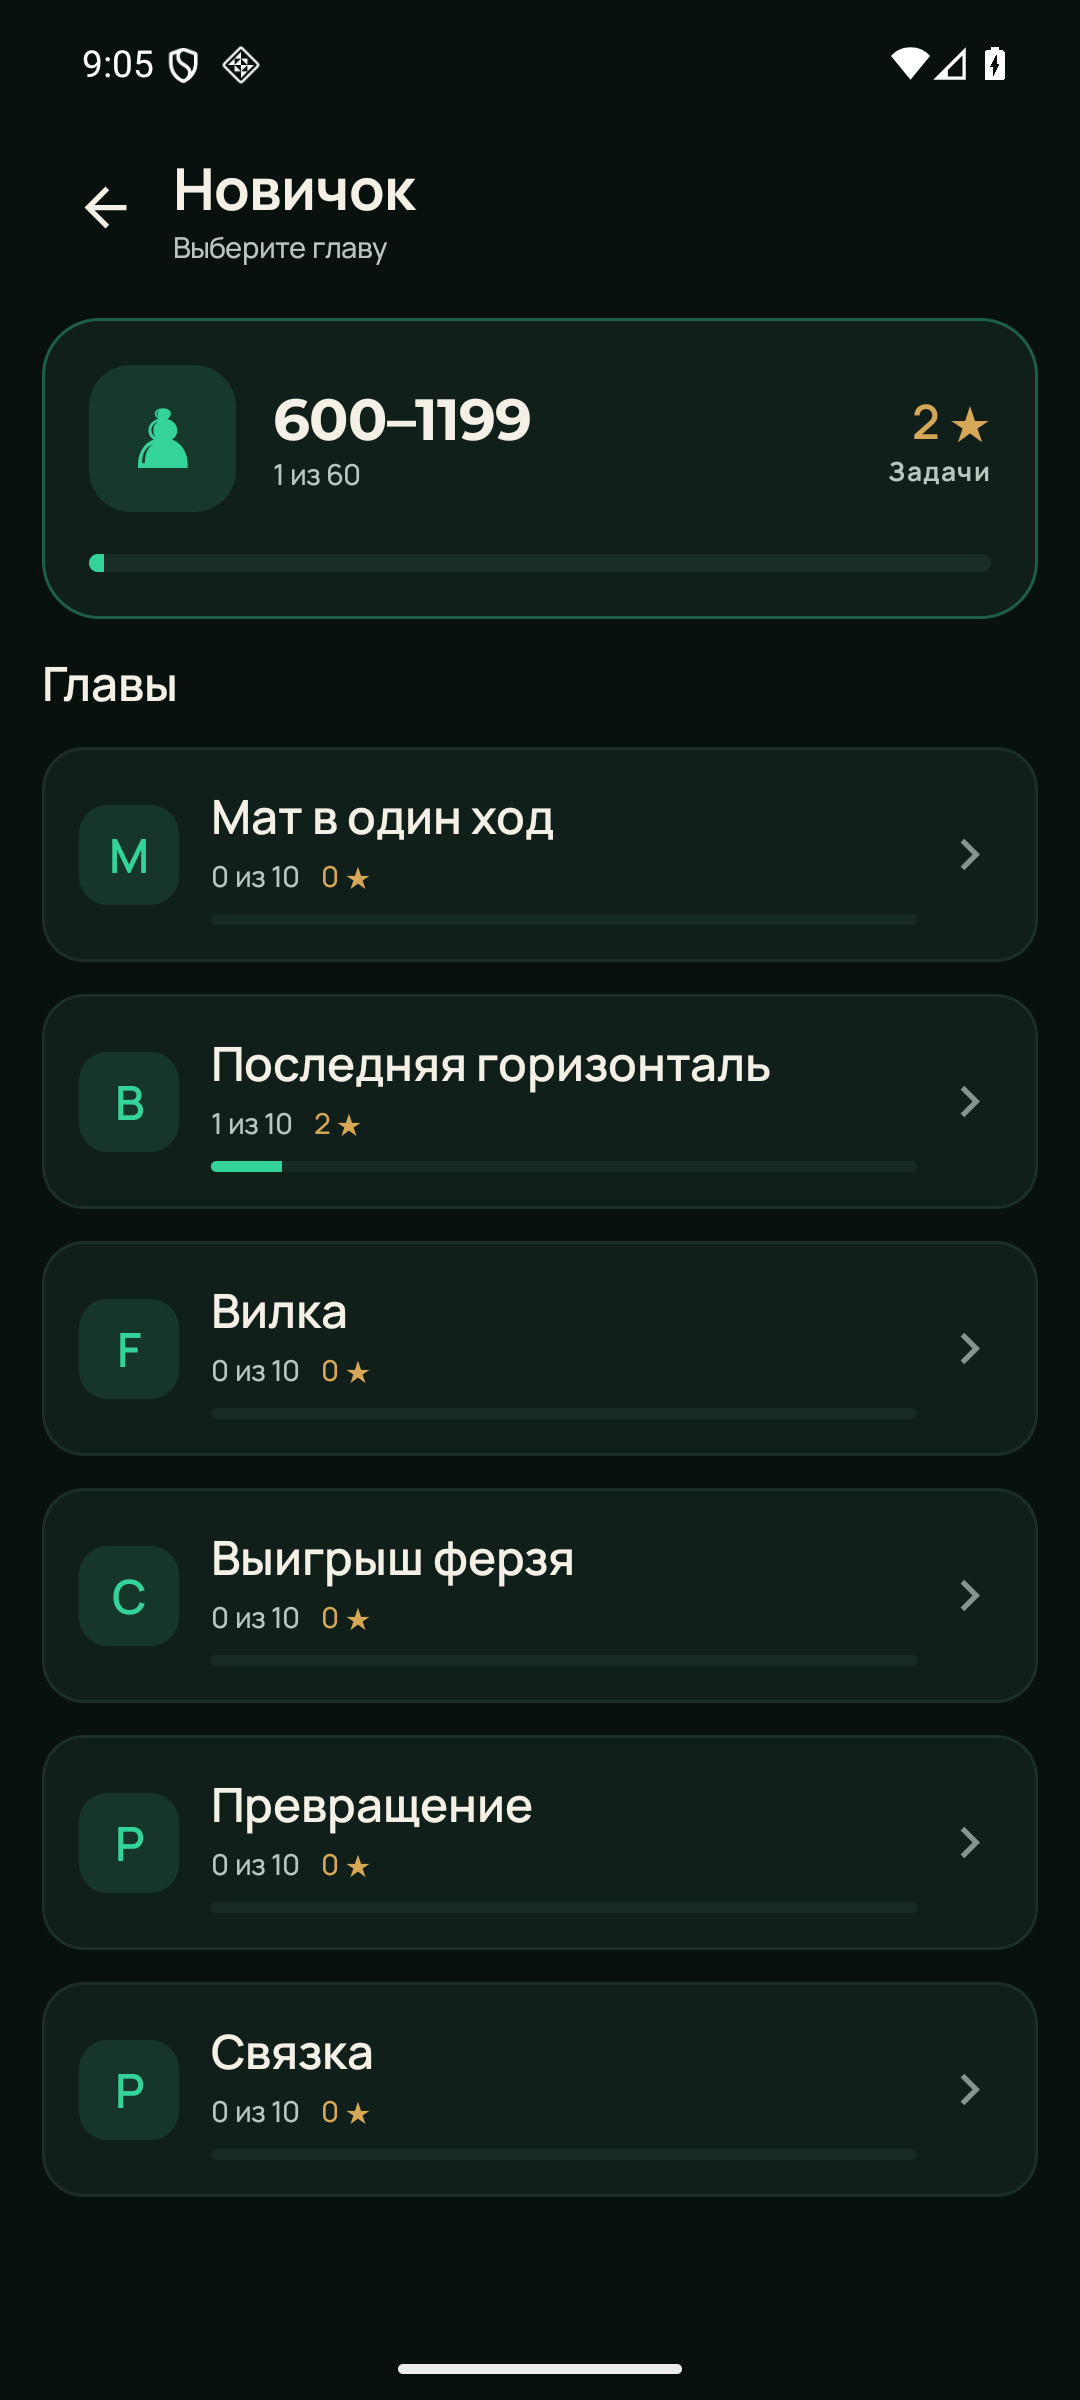 9:05
Новичок
Выберите главу
600–1199
1 из 60
2 ★
Задачи
Главы
M
Мат в один ход
0 из 10 0 ★
B
Последняя горизонталь
1 из 10 2 ★
F
Вилка
0 из 10 0 ★
C
Выигрыш ферзя
0 из 10 0 ★
P
Превращение
0 из 10 0 ★
P
Связка
0 из 10 0 ★